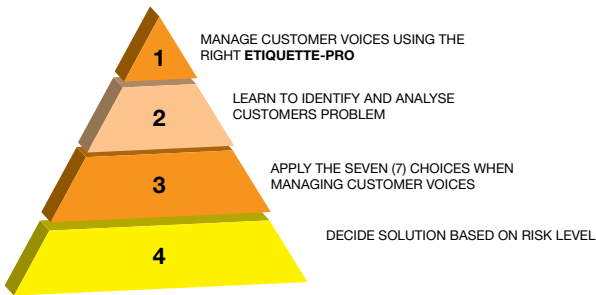 1
MANAGE CUSTOMER VOICES USING THE
RIGHT ETIQUETTE-PRO
2
LEARN TO IDENTIFY AND ANALYSE
CUSTOMERS PROBLEM
3
APPLY THE SEVEN (7) CHOICES WHEN
MANAGING CUSTOMER VOICES
4
DECIDE SOLUTION BASED ON RISK LEVEL